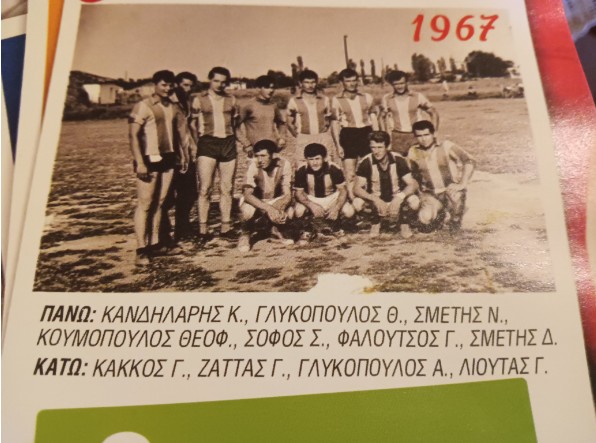 1967
ΠΑΝΩ: ΚΑΝΔΗΛΑΡΗΣ Κ., ΓΛΥΚΟΠΟΥΛΟΣ Θ., ΣΜΕΤΗΣ Ν.,
ΚΟΥΜΟΠΟΥΛΟΣ ΘΕΟΦ., ΣΟΦΟΣ Σ., ΦΑΛΟΥΤΣΟΣ Γ., ΣΜΕΤΗΣ Δ.
ΚΑΤΩ: ΚΑΚΚΟΣ Γ., ΖΑΤΤΑΣ Γ., ΓΛΥΚΟΠΟΥΛΟΣ Α., ΛΙΟΥΤΑΣ Γ.